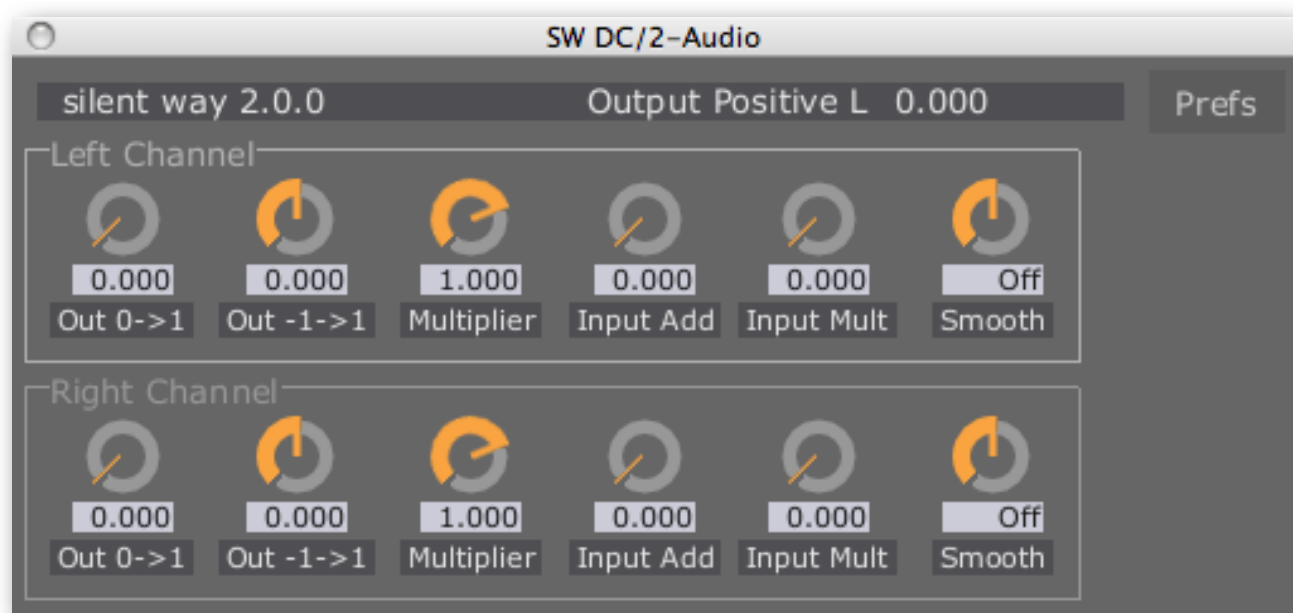 SW DC/2-Audio
silent way 2.0.0 Output Positive L 0.000 Prefs
Left Channel
0.000 0.000 1.000 0.000 0.000 Off
Out 0->1 Out -1->1 Multiplier Input Add Input Mult Smooth
Right Channel
0.000 0.000 1.000 0.000 0.000 Off
Out 0->1 Out -1->1 Multiplier Input Add Input Mult Smooth